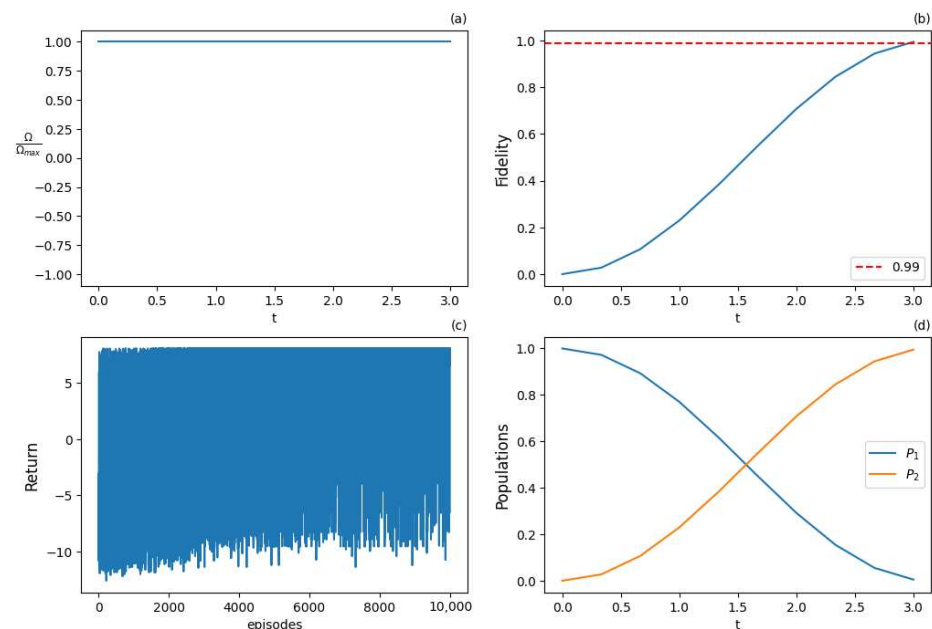 (a)
1.00
0.75
0.50
0.25
0.00
−0.25
−0.50
−0.75
−1.00
Ω
Ωmax
0.0 0.5 1.0 1.5 2.0 2.5 3.0
t
(b)
1.0
0.8
0.6
0.4
0.2
0.0
Fidelity
0.99
0.0 0.5 1.0 1.5 2.0 2.5 3.0
t
(c)
5
0
−5
−10
Return
0 2000 4000 6000 8000 10,000
episodes
(d)
1.0
0.8
0.6
0.4
0.2
0.0
Populations
P1
P2
0.0 0.5 1.0 1.5 2.0 2.5 3.0
t